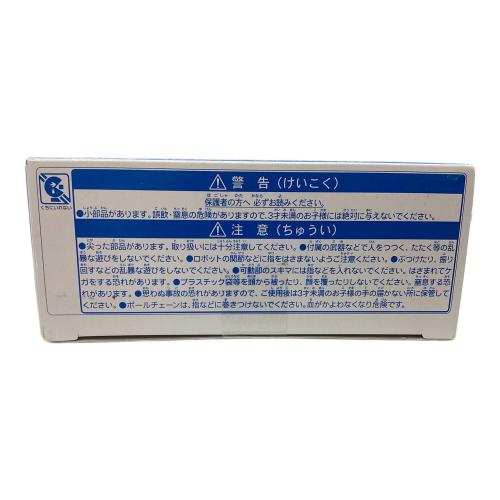 くちにいれない
⚠ 警告(けいこく)
保護者の方へ 必ずお読みください。
●小部品があります。誤飲・窒息の危険がありますので、3才未満のお子様には絶対に与えないでください。
⚠ 注意(ちゅうい)
●尖った部品があります。取り扱いには十分注意してください。●付属の武器などで人をつつく、たたく等の乱
暴な遊びをしないでください。●ロボットの関節などに指をはさまないようご注意ください。●ぶつけたり、振り
回すなどの乱暴な遊びをしないでください。●可動部のスキマには指などを入れないでください。はさまれてケ
ガをする恐れがあります。●プラスチック袋等を頭から被ったり、顔を覆ったりしないでください。窒息する恐
れがあります。●思わぬ事故の恐れがありますので、ご使用後は3才未満のお子様の手の届かない所に保管して
ください。●ボールチェーンは、指などに巻きつけないでください。血がかよわなくなり危険です。